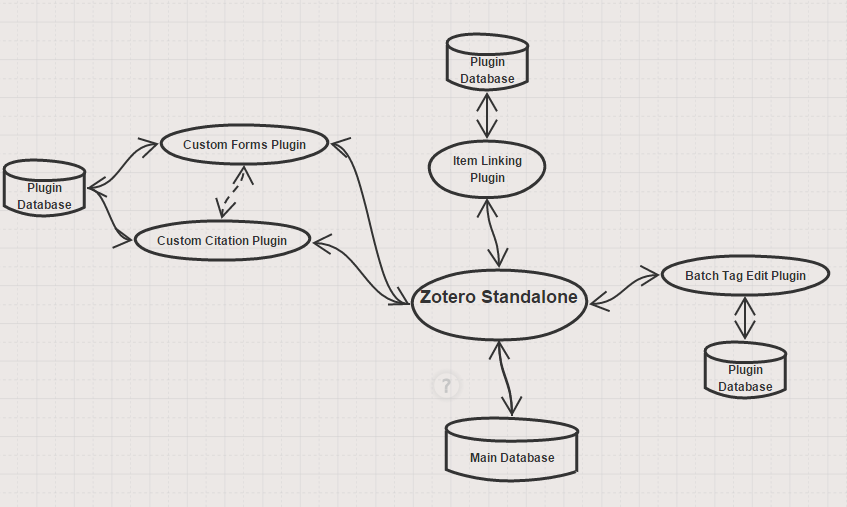 Plugin
Database
Custom Forms Plugin
Item Linking
Plugin
Plugin
Database
Custom Citation Plugin
Zotero Standalone
Batch Tag Edit Plugin
Plugin
Database
?
Main Database